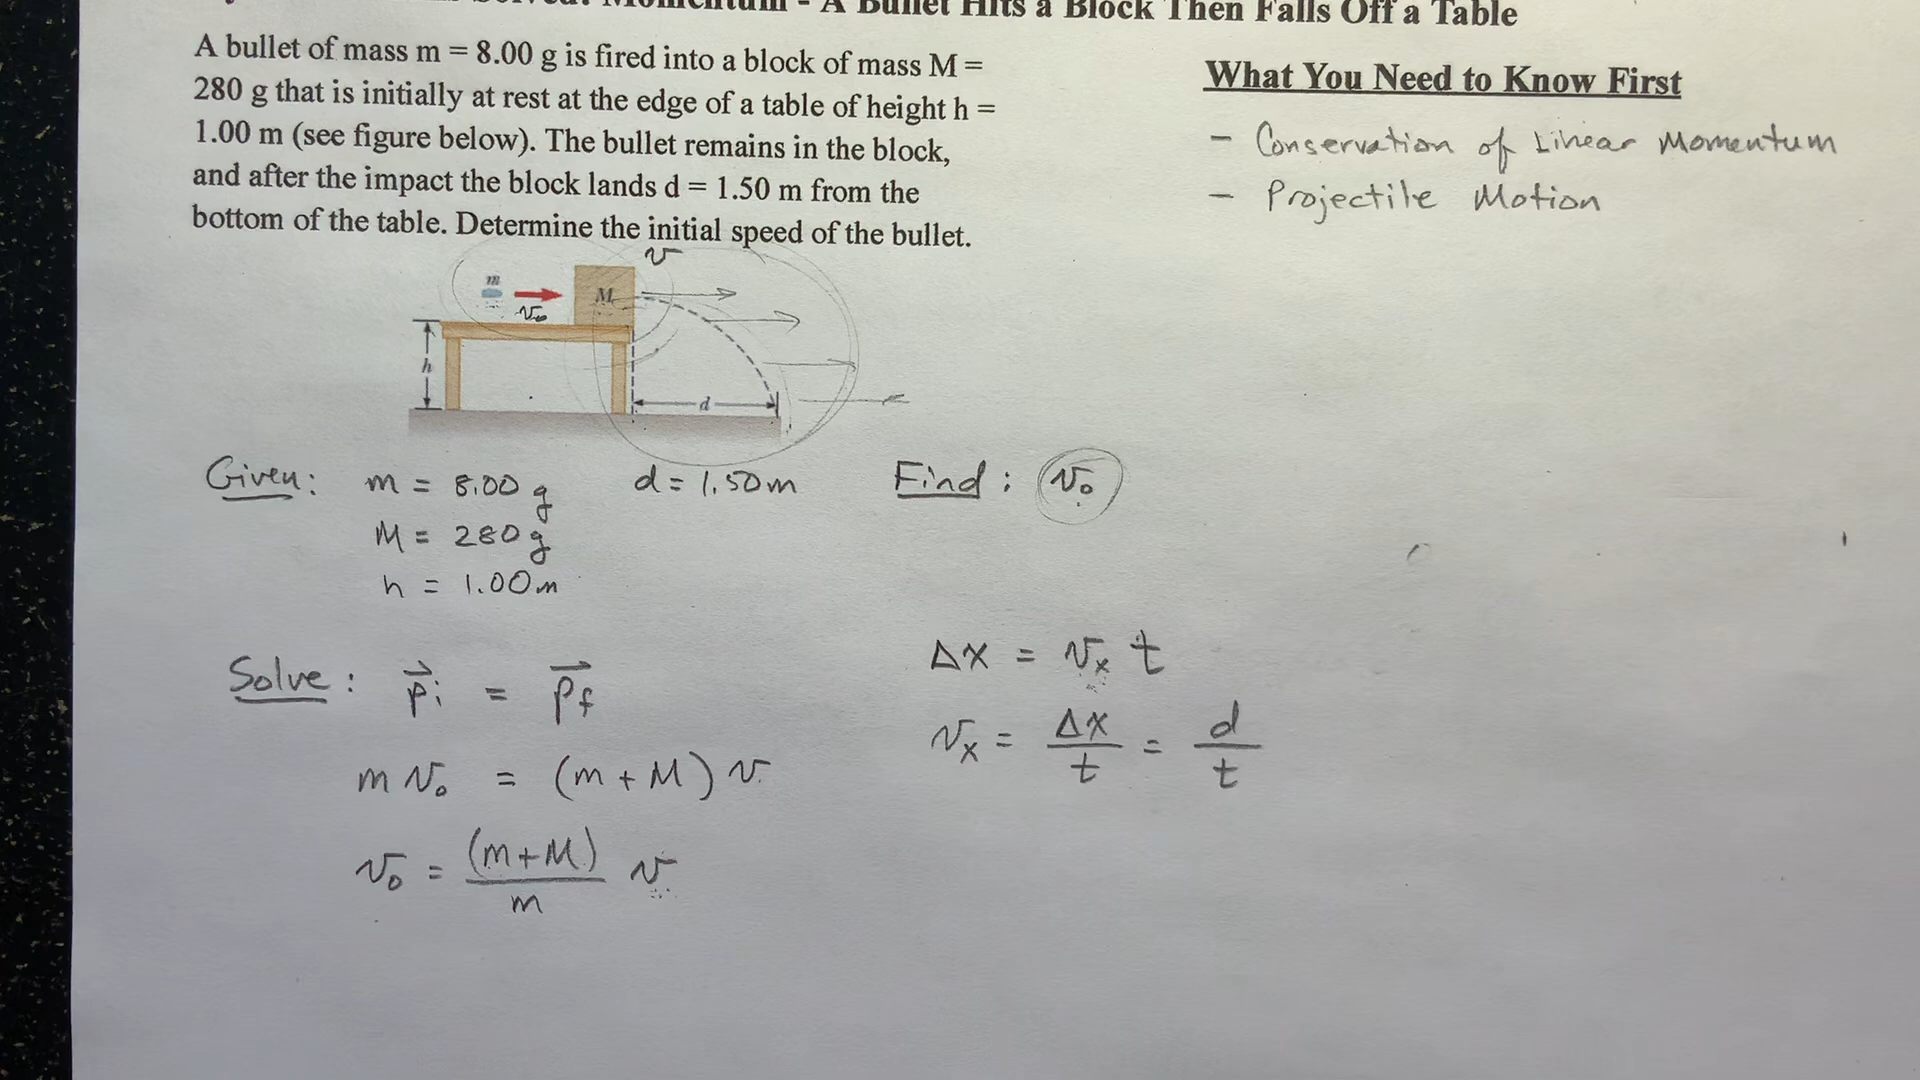 Solved: Momentum - A Bullet Hits a Block Then Falls Off a Table
A bullet of mass m = 8.00 g is fired into a block of mass M =
280 g that is initially at rest at the edge of a table of height h =
1.00 m (see figure below). The bullet remains in the block,
and after the impact the block lands d = 1.50 m from the
bottom of the table. Determine the initial speed of the bullet.
What You Need to Know First
- Conservation of Linear Momentum
- Projectile Motion
v
m
v₀
M
h
d
Given: m = 8.00 g d = 1.50 m Find: v₀
M = 280 g
h = 1.00 m
Solve: p⃗i = p⃗f
m v₀ = (m + M) v
v₀ = (m+M)/m v
Δx = vₓ t
vₓ = Δx/t = d/t